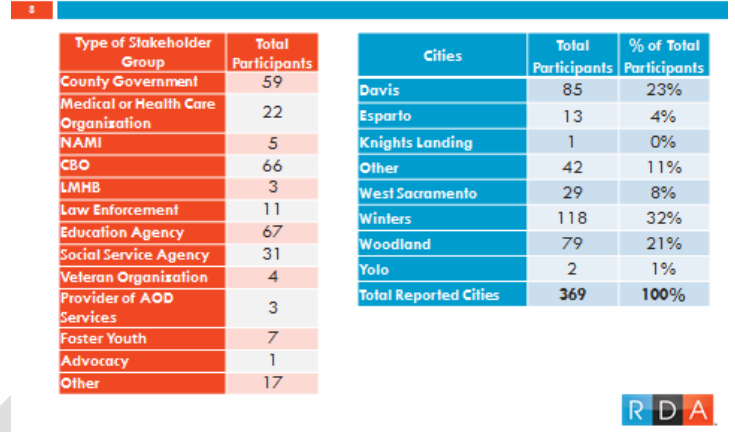 8
Type of Stakeholder Group Total Participants
County Government 59
Medical or Health Care Organization 22
NAMI 5
CBO 66
LMHB 3
Law Enforcement 11
Education Agency 67
Social Service Agency 31
Veteran Organization 4
Provider of AOD Services 3
Foster Youth 7
Advocacy 1
Other 17
Cities Total Participants % of Total Participants
Davis 85 23%
Esparto 13 4%
Knights Landing 1 0%
Other 42 11%
West Sacramento 29 8%
Winters 118 32%
Woodland 79 21%
Yolo 2 1%
Total Reported Cities 369 100%
RDA